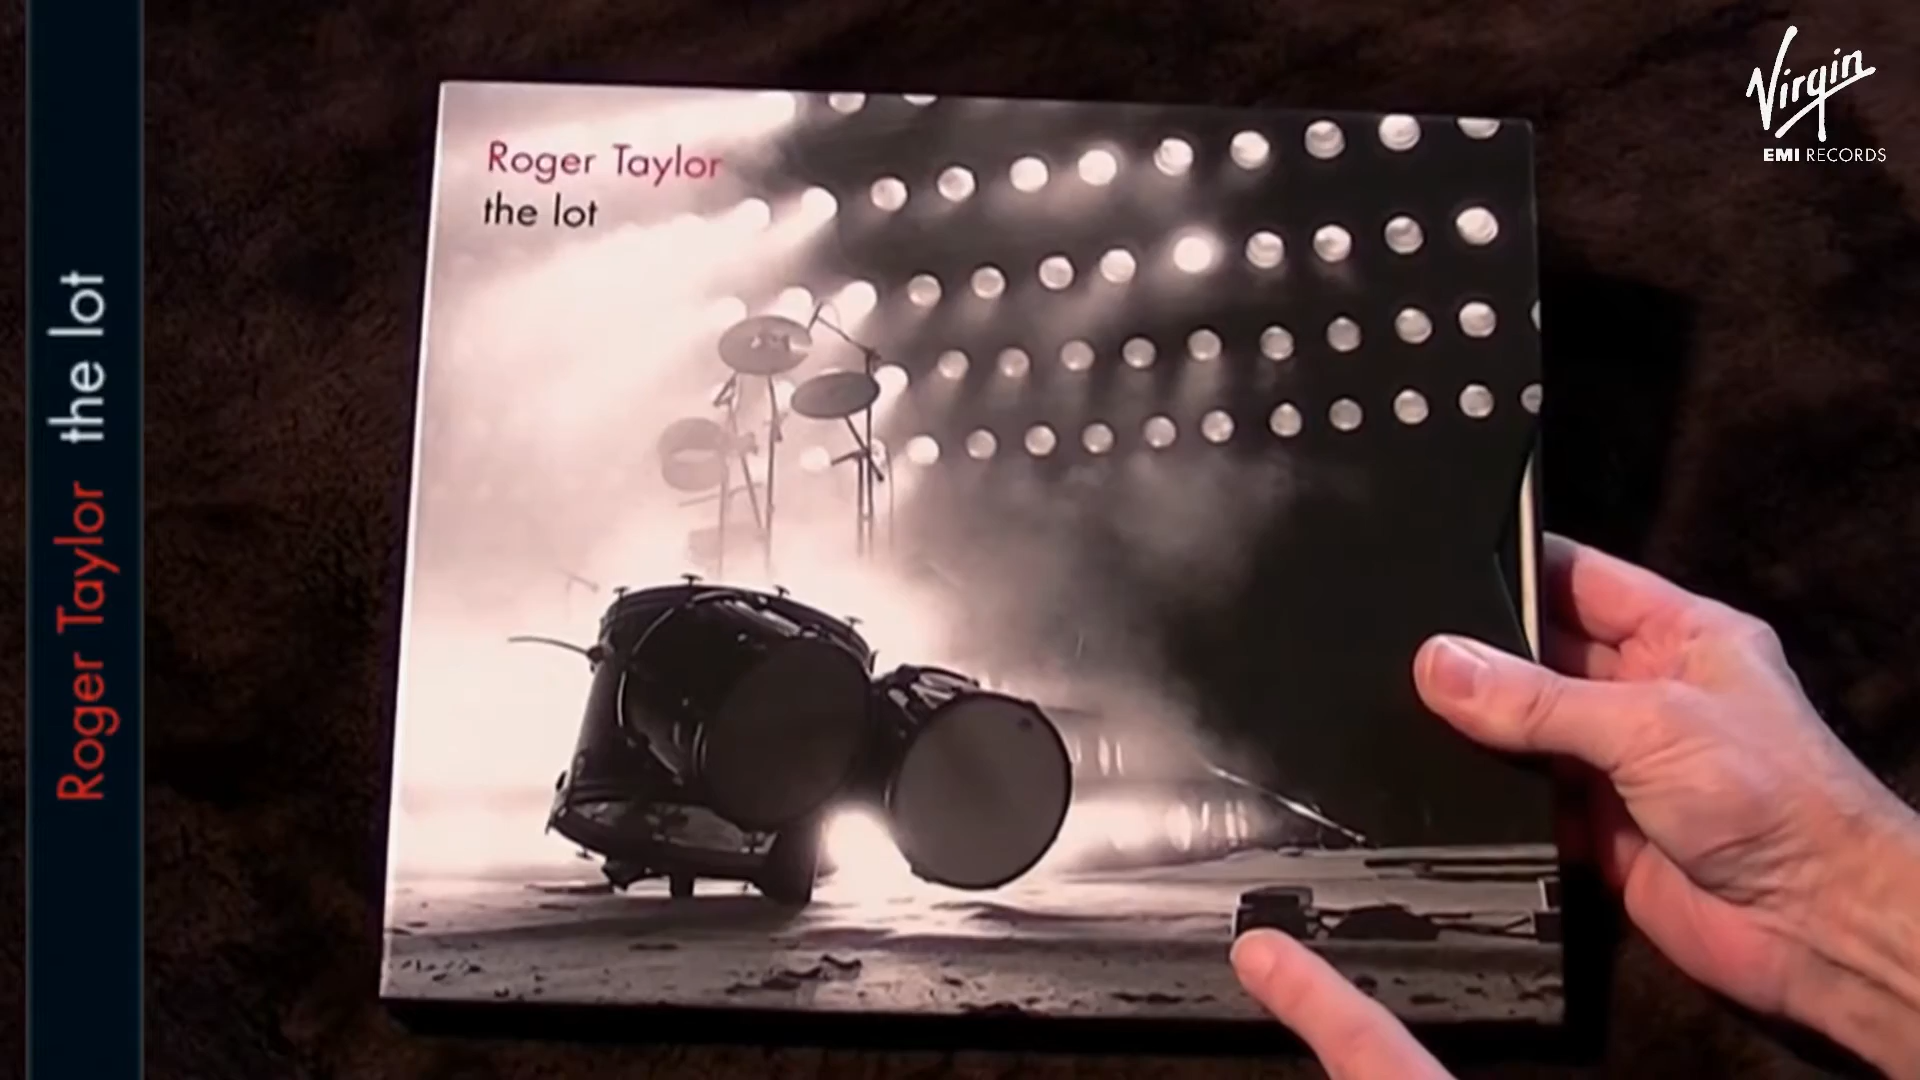 Roger Taylor the lot
Roger Taylor
the lot
Virgin
EMI RECORDS